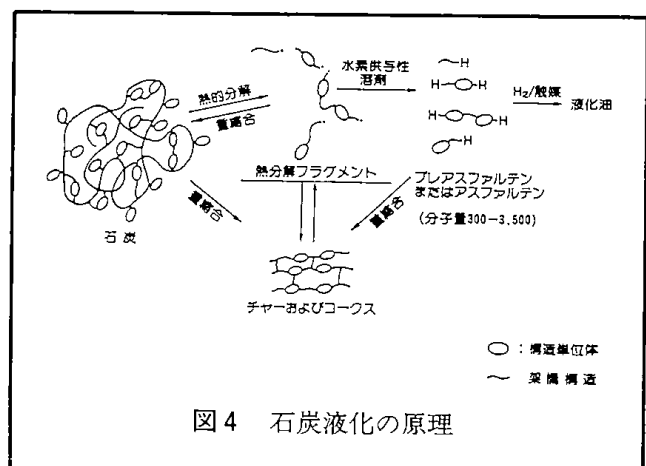 熱的分解
重縮合
水素供与性
溶剤
H
H H
H H
H
H₂/触媒
液化油
熱分解フラグメント
プレアスファルテン
またはアスファルテン
(分子量300−3,500)
重縮合
重縮合
石炭
チャーおよびコークス
:構造単位体
架橋構造
図4 石炭液化の原理